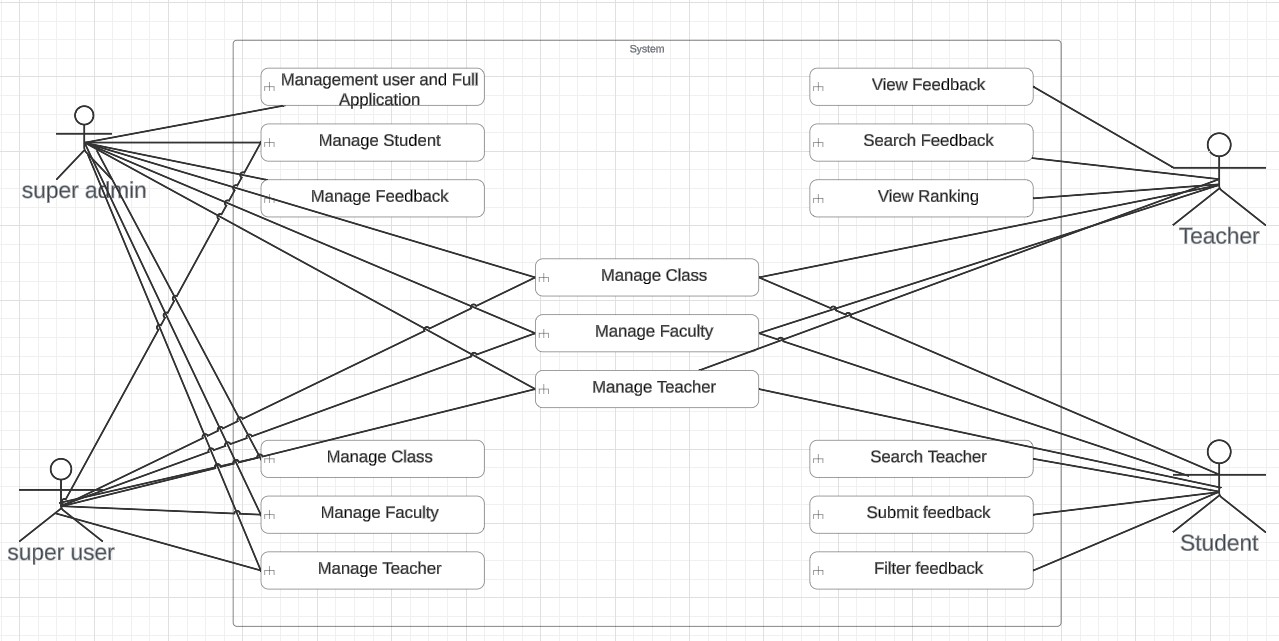 System
Management user and Full
Application
Manage Student
Manage Feedback
super admin
View Feedback
Search Feedback
View Ranking
Teacher
Manage Class
Manage Faculty
Manage Teacher
Manage Class
Manage Faculty
Manage Teacher
super user
Search Teacher
Submit feedback
Filter feedback
Student